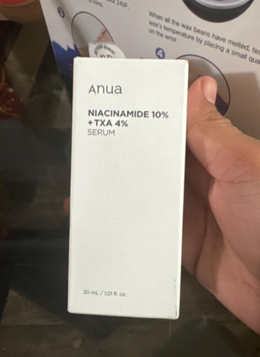 When all the wax beans have melted, test
wax's temperature by placing a small
on the wrist.
4
Anua
NIACINAMIDE 10%
+TXA 4%
SERUM
30 mL / 1.01 fl. oz.